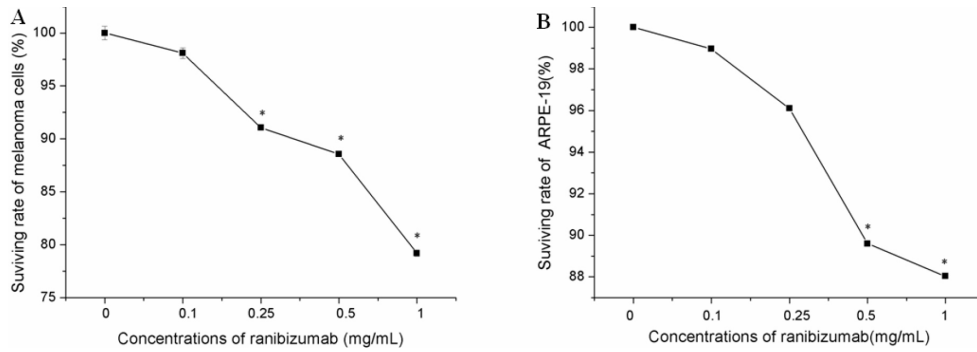 A
Suviving rate of melanoma cells (%)
100
95
90
85
80
75
*
*
*
0 0.1 0.25 0.5 1
Concentrations of ranibizumab (mg/mL)
B
Suviving rate of ARPE-19(%)
100
98
96
94
92
90
88
*
*
0 0.1 0.25 0.5 1
Concentrations of ranibizumab(mg/mL)